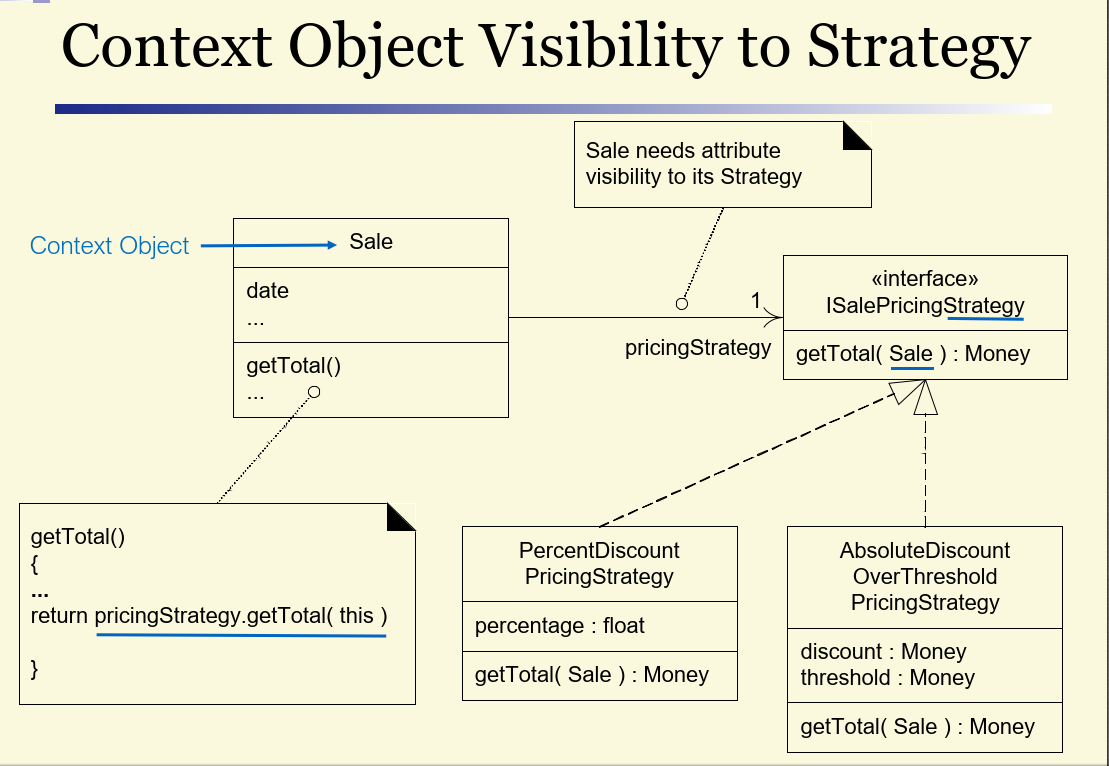 Context Object Visibility to Strategy
Sale needs attribute
visibility to its Strategy
Context Object
Sale
date
...
getTotal()
...
1
pricingStrategy
«interface»
ISalePricingStrategy
getTotal( Sale ) : Money
getTotal()
{
...
return pricingStrategy.getTotal( this )
}
PercentDiscount
PricingStrategy
percentage : float
getTotal( Sale ) : Money
AbsoluteDiscount
OverThreshold
PricingStrategy
discount : Money
threshold : Money
getTotal( Sale ) : Money